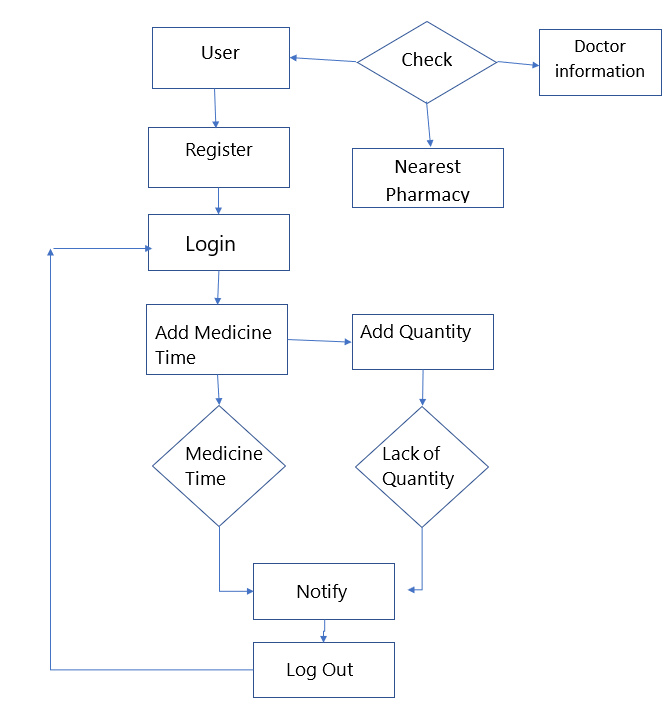 User
Check
Doctor
information
Register
Nearest
Pharmacy
Login
Add Medicine
Time
Add Quantity
Medicine
Time
Lack of
Quantity
Notify
Log Out